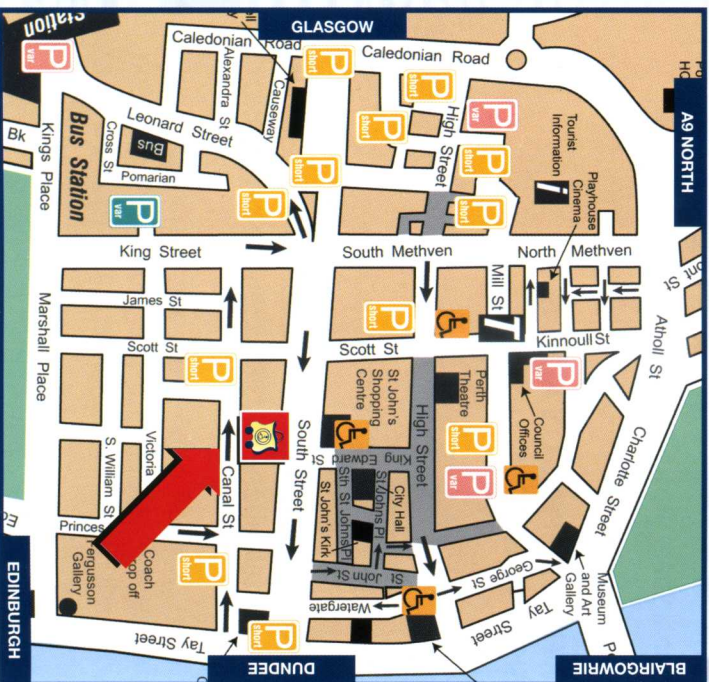 Station
GLASGOW
Caledonian Road
Caledonian Road
A9 NORTH
P
var
P
short
P
short
P
short
P
var
P
short
P
short
P
short
P
short
P
var
Alexandra St
Causeway
Leonard Street
High Street
Tourist
Information
i
Playhouse
Cinema
Bk
Kings Place
Bus Station
Cross St
Bus
Pomarian
King Street
South Methven
North Methven
Mill St
James St
Scott St
Scott St
P
short
T
Kinnoull St
Atholl St
ont St
Marshall Place
P
short
St John's
Shopping
Centre
High Street
Perth
Theatre
P
var
Council
Offices
Charlotte Street
South Street
King Edward St
P
short
P
var
Victoria
S. William St
Canal St
Sth St Johns Pl
St Johns Pl
City Hall
St John's Kirk
Princes
Coach
rop off
Fergusson
Gallery
P
short
St John St
Watergate
George St
Tay Street
Museum
and Art
Gallery
Tay Street
P
short
EDINBURGH
DUNDEE
BLAIRGOWRIE